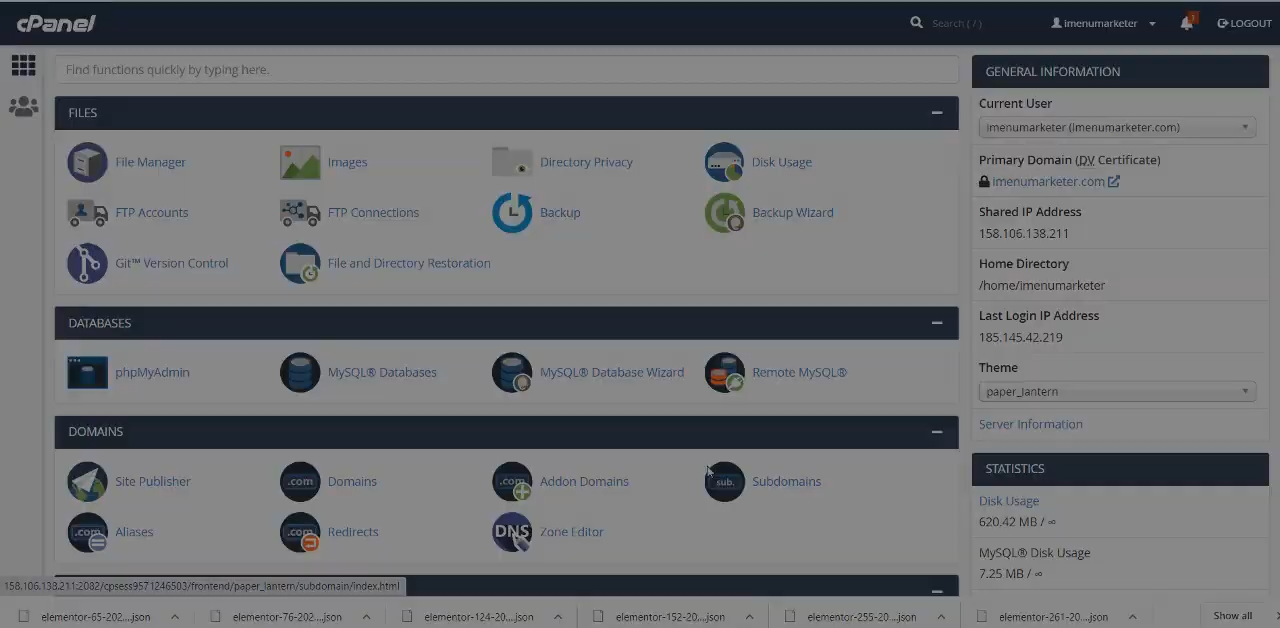 cPanel
Search ( / )
imenumarketer
1
LOGOUT
Find functions quickly by typing here.
FILES
File Manager
Images
Directory Privacy
Disk Usage
FTP Accounts
FTP Connections
Backup
Backup Wizard
Git™ Version Control
File and Directory Restoration
DATABASES
phpMyAdmin
MySQL® Databases
MySQL® Database Wizard
Remote MySQL®
DOMAINS
Site Publisher
.com
Domains
.com
Addon Domains
sub.
Subdomains
.com
Aliases
.com
Redirects
DNS
Zone Editor
GENERAL INFORMATION
Current User
imenumarketer (imenumarketer.com)
Primary Domain (DV Certificate)
imenumarketer.com
Shared IP Address
158.106.138.211
Home Directory
/home/imenumarketer
Last Login IP Address
185.145.42.219
Theme
paper_lantern
Server Information
STATISTICS
Disk Usage
620.42 MB / ∞
MySQL® Disk Usage
7.25 MB / ∞
158.106.138.211:2082/cpsess9571246503/frontend/paper_lantern/subdomain/index.html
elementor-65-202....json
elementor-76-202....json
elementor-124-20....json
elementor-152-20....json
elementor-255-20....json
elementor-261-20....json
Show all